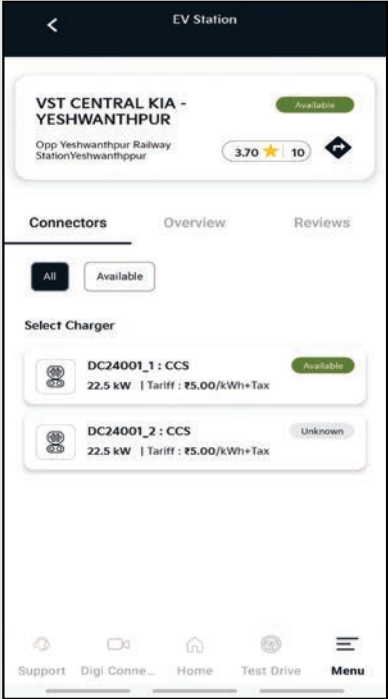 EV Station
VST CENTRAL KIA -
YESHWANTHPUR
Available
Opp Yeshwanthpur Railway
StationYeshwanthppur
3.70 10
Connectors Overview Reviews
All Available
Select Charger
DC24001_1 : CCS
Available
22.5 kW | Tariff : ₹5.00/kWh+Tax
DC24001_2 : CCS
Unknown
22.5 kW | Tariff : ₹5.00/kWh+Tax
Support Digi Conne... Home Test Drive Menu